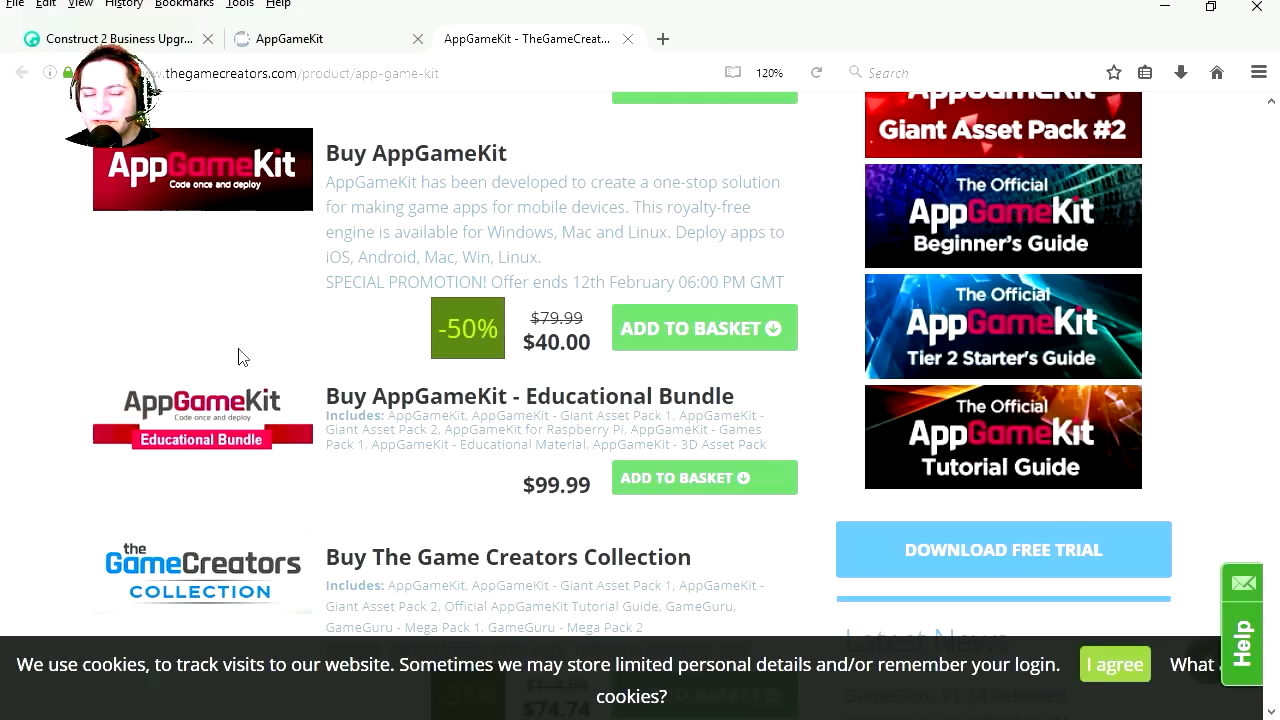 File Edit View History Bookmarks Tools Help
Construct 2 Business Upgr...
AppGameKit
AppGameKit - TheGameCreat...
.thegamecreators.com/product/app-game-kit
120%
Search
AppGameKit
Code once and deploy
Buy AppGameKit
AppGameKit has been developed to create a one-stop solution
for making game apps for mobile devices. This royalty-free
engine is available for Windows, Mac and Linux. Deploy apps to
iOS, Android, Mac, Win, Linux.
SPECIAL PROMOTION! Offer ends 12th February 06:00 PM GMT
-50%
$79.99
$40.00
ADD TO BASKET
AppGameKit
Code once and deploy
Educational Bundle
Buy AppGameKit - Educational Bundle
Includes: AppGameKit, AppGameKit - Giant Asset Pack 1, AppGameKit -
Giant Asset Pack 2, AppGameKit for Raspberry Pi, AppGameKit - Games
Pack 1, AppGameKit - Educational Material, AppGameKit - 3D Asset Pack
$99.99
ADD TO BASKET
the
GameCreators
COLLECTION
Buy The Game Creators Collection
Includes: AppGameKit, AppGameKit - Giant Asset Pack 1, AppGameKit -
Giant Asset Pack 2, Official AppGameKit Tutorial Guide, GameGuru,
GameGuru - Mega Pack 1, GameGuru - Mega Pack 2
$74.74
AppGameKit
Giant Asset Pack #2
The Official
AppGameKit
Beginner's Guide
The Official
AppGameKit
Tier 2 Starter's Guide
The Official
AppGameKit
Tutorial Guide
DOWNLOAD FREE TRIAL
Latest News
Help
We use cookies, to track visits to our website. Sometimes we may store limited personal details and/or remember your login.
I agree
What
cookies?